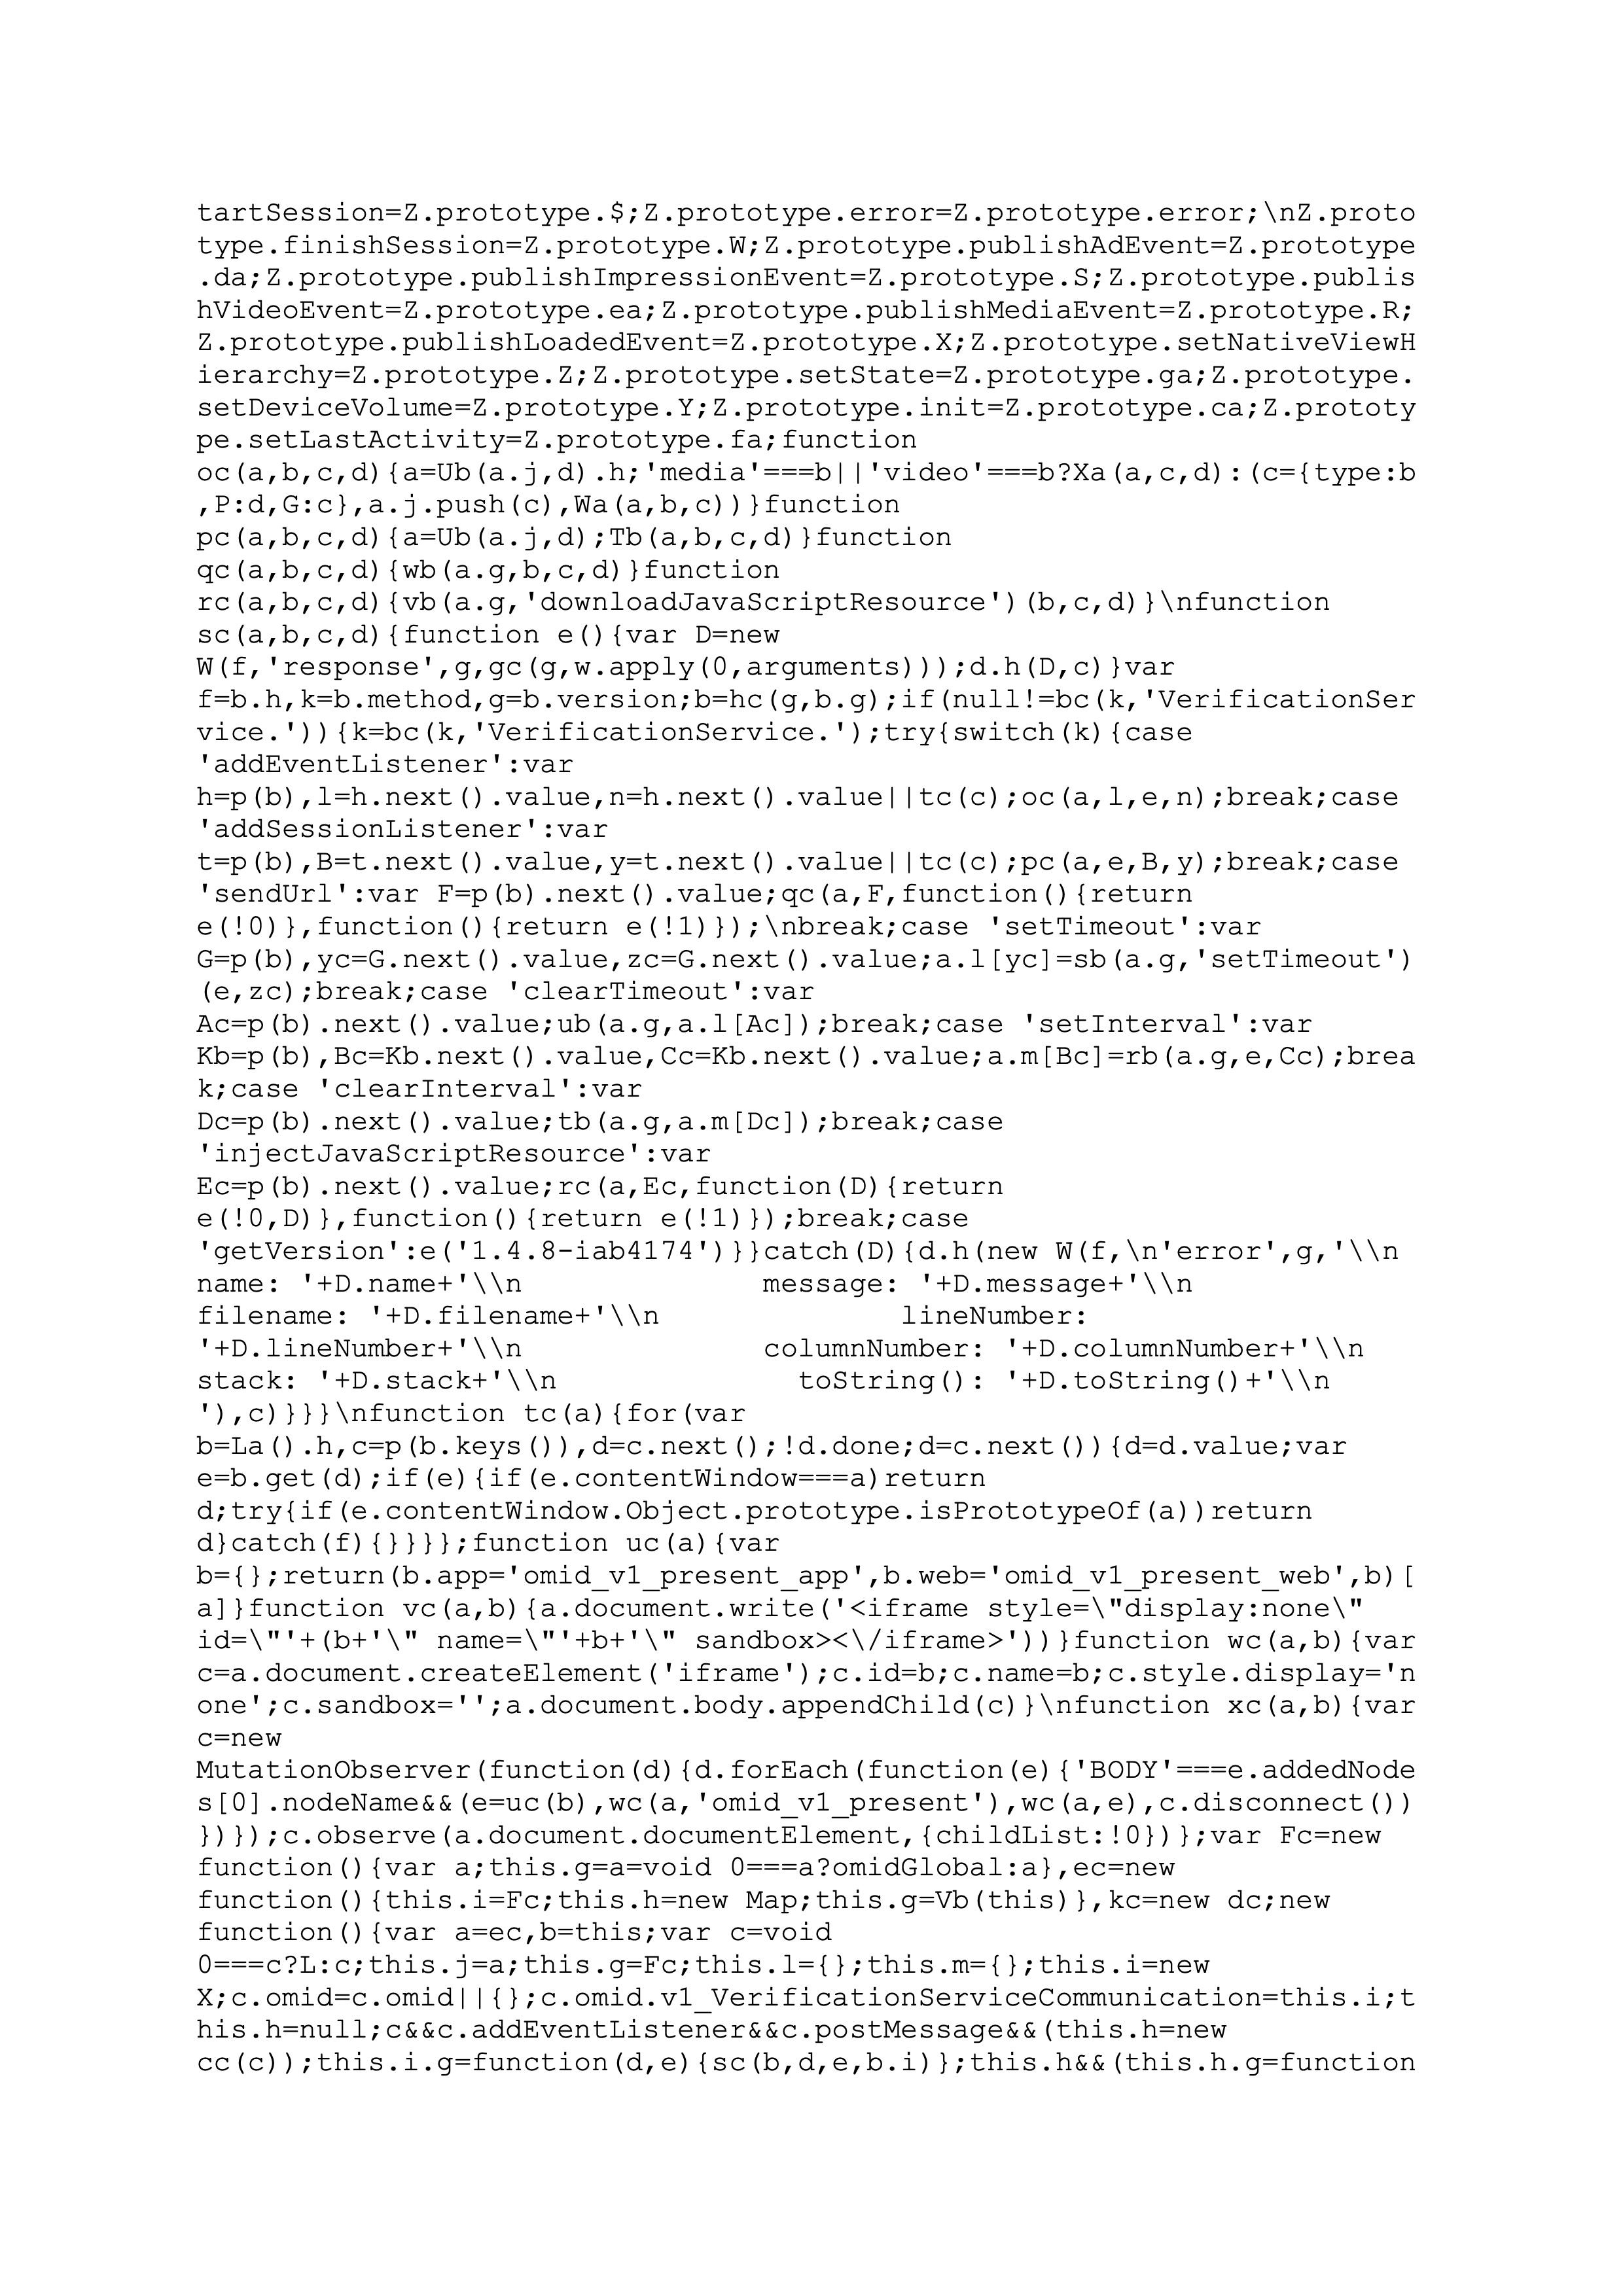 tartSession=Z.prototype.$;Z.prototype.error=Z.prototype.error;\nZ.proto
type.finishSession=Z.prototype.W;Z.prototype.publishAdEvent=Z.prototype
.da;Z.prototype.publishImpressionEvent=Z.prototype.S;Z.prototype.publis
hVideoEvent=Z.prototype.ea;Z.prototype.publishMediaEvent=Z.prototype.R;
Z.prototype.publishLoadedEvent=Z.prototype.X;Z.prototype.setNativeViewH
ierarchy=Z.prototype.Z;Z.prototype.setState=Z.prototype.ga;Z.prototype.
setDeviceVolume=Z.prototype.Y;Z.prototype.init=Z.prototype.ca;Z.prototy
pe.setLastActivity=Z.prototype.fa;function
oc(a,b,c,d){a=Ub(a.j,d).h;'media'===b||'video'===b?Xa(a,c,d):(c={type:b
,P:d,G:c},a.j.push(c),Wa(a,b,c))}function
pc(a,b,c,d){a=Ub(a.j,d);Tb(a,b,c,d)}function
qc(a,b,c,d){wb(a.g,b,c,d)}function
rc(a,b,c,d){vb(a.g,'downloadJavaScriptResource')(b,c,d)}\nfunction
sc(a,b,c,d){function e(){var D=new
W(f,'response',g,gc(g,w.apply(0,arguments)));d.h(D,c)}var
f=b.h,k=b.method,g=b.version;b=hc(g,b.g);if(null!=bc(k,'VerificationSer
vice.')){k=bc(k,'VerificationService.');try{switch(k){case
'addEventListener':var
h=p(b),l=h.next().value,n=h.next().value||tc(c);oc(a,l,e,n);break;case
'addSessionListener':var
t=p(b),B=t.next().value,y=t.next().value||tc(c);pc(a,e,B,y);break;case
'sendUrl':var F=p(b).next().value;qc(a,F,function(){return
e(!0)},function(){return e(!1)});\nbreak;case 'setTimeout':var
G=p(b),yc=G.next().value,zc=G.next().value;a.l[yc]=sb(a.g,'setTimeout')
(e,zc);break;case 'clearTimeout':var
Ac=p(b).next().value;ub(a.g,a.l[Ac]);break;case 'setInterval':var
Kb=p(b),Bc=Kb.next().value,Cc=Kb.next().value;a.m[Bc]=rb(a.g,e,Cc);brea
k;case 'clearInterval':var
Dc=p(b).next().value;tb(a.g,a.m[Dc]);break;case
'injectJavaScriptResource':var
Ec=p(b).next().value;rc(a,Ec,function(D){return
e(!0,D)},function(){return e(!1)});break;case
'getVersion':e('1.4.8-iab4174')}}catch(D){d.h(new W(f,\n'error',g,'\\n
name: '+D.name+'\\n              message: '+D.message+'\\n
filename: '+D.filename+'\\n              lineNumber:
'+D.lineNumber+'\\n              columnNumber: '+D.columnNumber+'\\n
stack: '+D.stack+'\\n              toString(): '+D.toString()+'\\n
'),c)}}}\nfunction tc(a){for(var
b=La().h,c=p(b.keys()),d=c.next();!d.done;d=c.next()){d=d.value;var
e=b.get(d);if(e){if(e.contentWindow===a)return
d;try{if(e.contentWindow.Object.prototype.isPrototypeOf(a))return
d}catch(f){}}}};function uc(a){var
b={};return(b.app='omid_v1_present_app',b.web='omid_v1_present_web',b)[
a]}function vc(a,b){a.document.write('<iframe style=\"display:none\"
id=\"'+(b+'\" name=\"'+b+'\" sandbox><\/iframe>'))}function wc(a,b){var
c=a.document.createElement('iframe');c.id=b;c.name=b;c.style.display='n
one';c.sandbox='';a.document.body.appendChild(c)}\nfunction xc(a,b){var
c=new
MutationObserver(function(d){d.forEach(function(e){'BODY'===e.addedNode
s[0].nodeName&&(e=uc(b),wc(a,'omid_v1_present'),wc(a,e),c.disconnect())
})});c.observe(a.document.documentElement,{childList:!0})};var Fc=new
function(){var a;this.g=a=void 0===a?omidGlobal:a},ec=new
function(){this.i=Fc;this.h=new Map;this.g=Vb(this)},kc=new dc;new
function(){var a=ec,b=this;var c=void
0===c?L:c;this.j=a;this.g=Fc;this.l={};this.m={};this.i=new
X;c.omid=c.omid||{};c.omid.v1_VerificationServiceCommunication=this.i;t
his.h=null;c&&c.addEventListener&&c.postMessage&&(this.h=new
cc(c));this.i.g=function(d,e){sc(b,d,e,b.i)};this.h&&(this.h.g=function